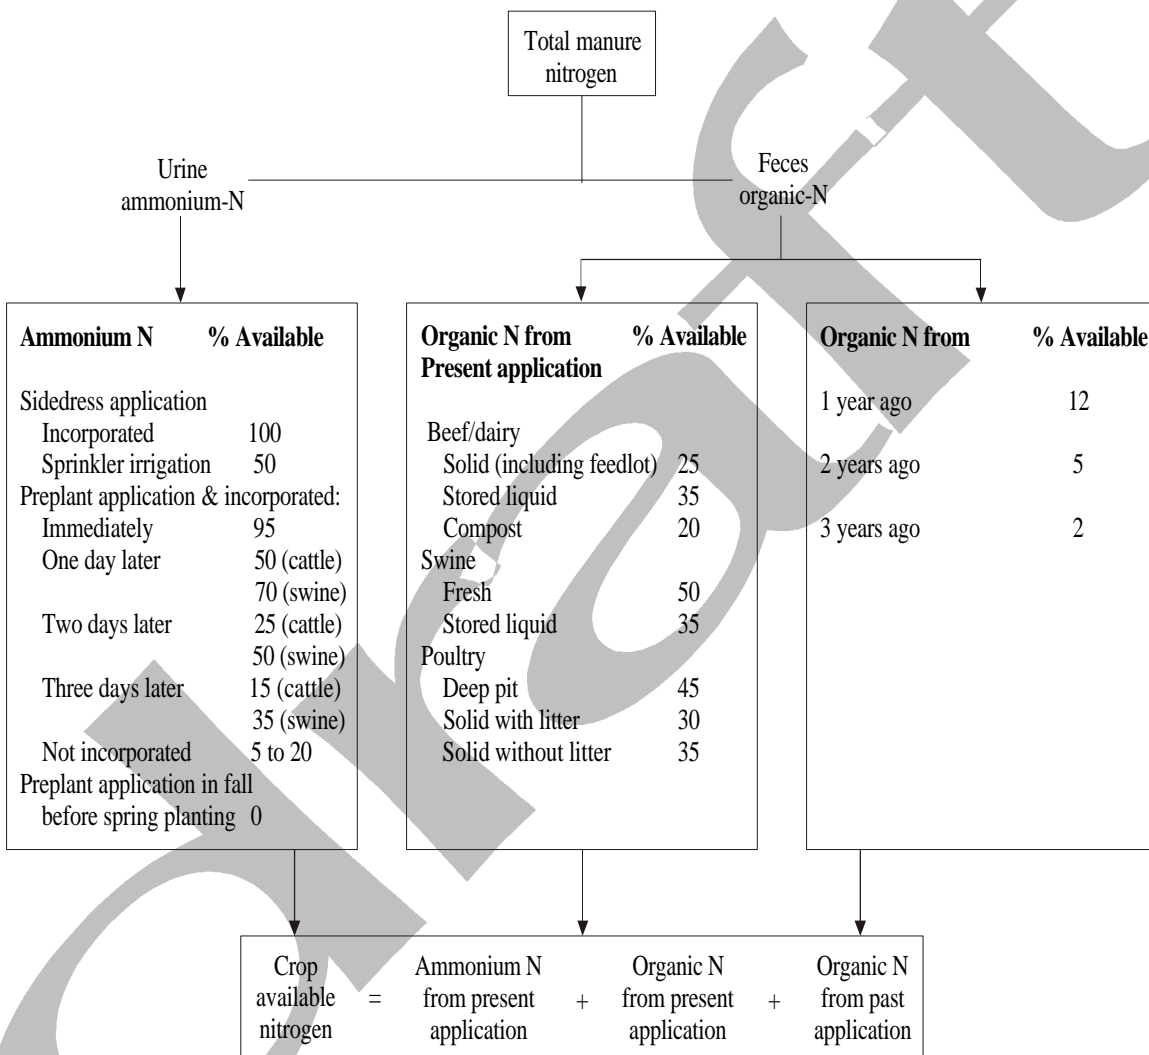 Total manure
nitrogen
Urine
ammonium-N
Feces
organic-N
Ammonium N % Available
Sidedress application
Incorporated 100
Sprinkler irrigation 50
Preplant application & incorporated:
Immediately 95
One day later 50 (cattle)
70 (swine)
Two days later 25 (cattle)
50 (swine)
Three days later 15 (cattle)
35 (swine)
Not incorporated 5 to 20
Preplant application in fall
before spring planting 0
Organic N from % Available
Present application
Beef/dairy
Solid (including feedlot) 25
Stored liquid 35
Compost 20
Swine
Fresh 50
Stored liquid 35
Poultry
Deep pit 45
Solid with litter 30
Solid without litter 35
Organic N from % Available
1 year ago 12
2 years ago 5
3 years ago 2
Crop
available
nitrogen
=
Ammonium N
from present
application
+
Organic N
from present
application
+
Organic N
from past
application
draft